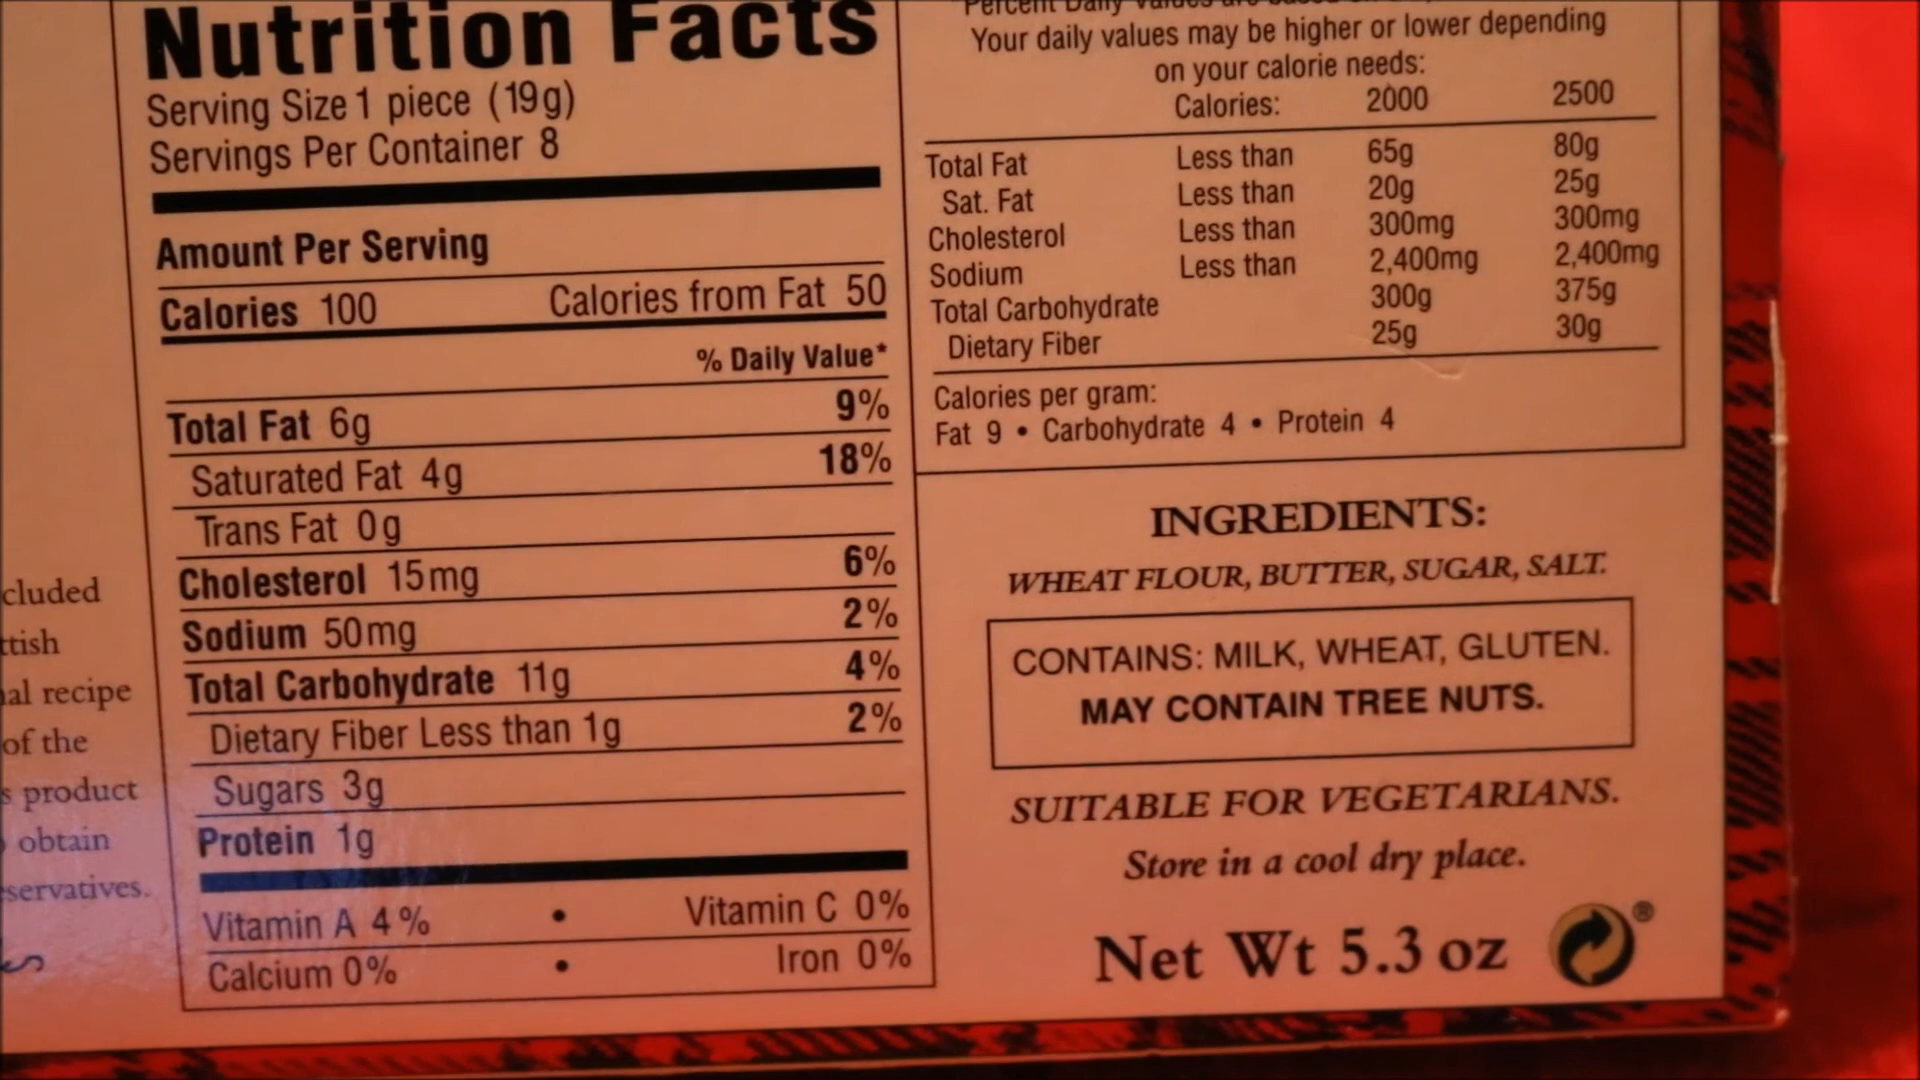 Nutrition Facts
Serving Size 1 piece (19g)
Servings Per Container 8
Amount Per Serving
Calories 100 Calories from Fat 50
% Daily Value*
Total Fat 6g 9%
Saturated Fat 4g 18%
Trans Fat 0g
Cholesterol 15mg 6%
Sodium 50mg 2%
Total Carbohydrate 11g 4%
Dietary Fiber Less than 1g 2%
Sugars 3g
Protein 1g
Vitamin A 4% • Vitamin C 0%
Calcium 0% • Iron 0%
Percent Daily Values are
Your daily values may be higher or lower depending
on your calorie needs:
Calories: 2000 2500
Total Fat Less than 65g 80g
Sat. Fat Less than 20g 25g
Cholesterol Less than 300mg 300mg
Sodium Less than 2,400mg 2,400mg
Total Carbohydrate 300g 375g
Dietary Fiber 25g 30g
Calories per gram:
Fat 9 • Carbohydrate 4 • Protein 4
INGREDIENTS:
WHEAT FLOUR, BUTTER, SUGAR, SALT.
CONTAINS: MILK, WHEAT, GLUTEN.
MAY CONTAIN TREE NUTS.
SUITABLE FOR VEGETARIANS.
Store in a cool dry place.
Net Wt 5.3 oz ®
cluded
ttish
al recipe
of the
s product
obtain
servatives.